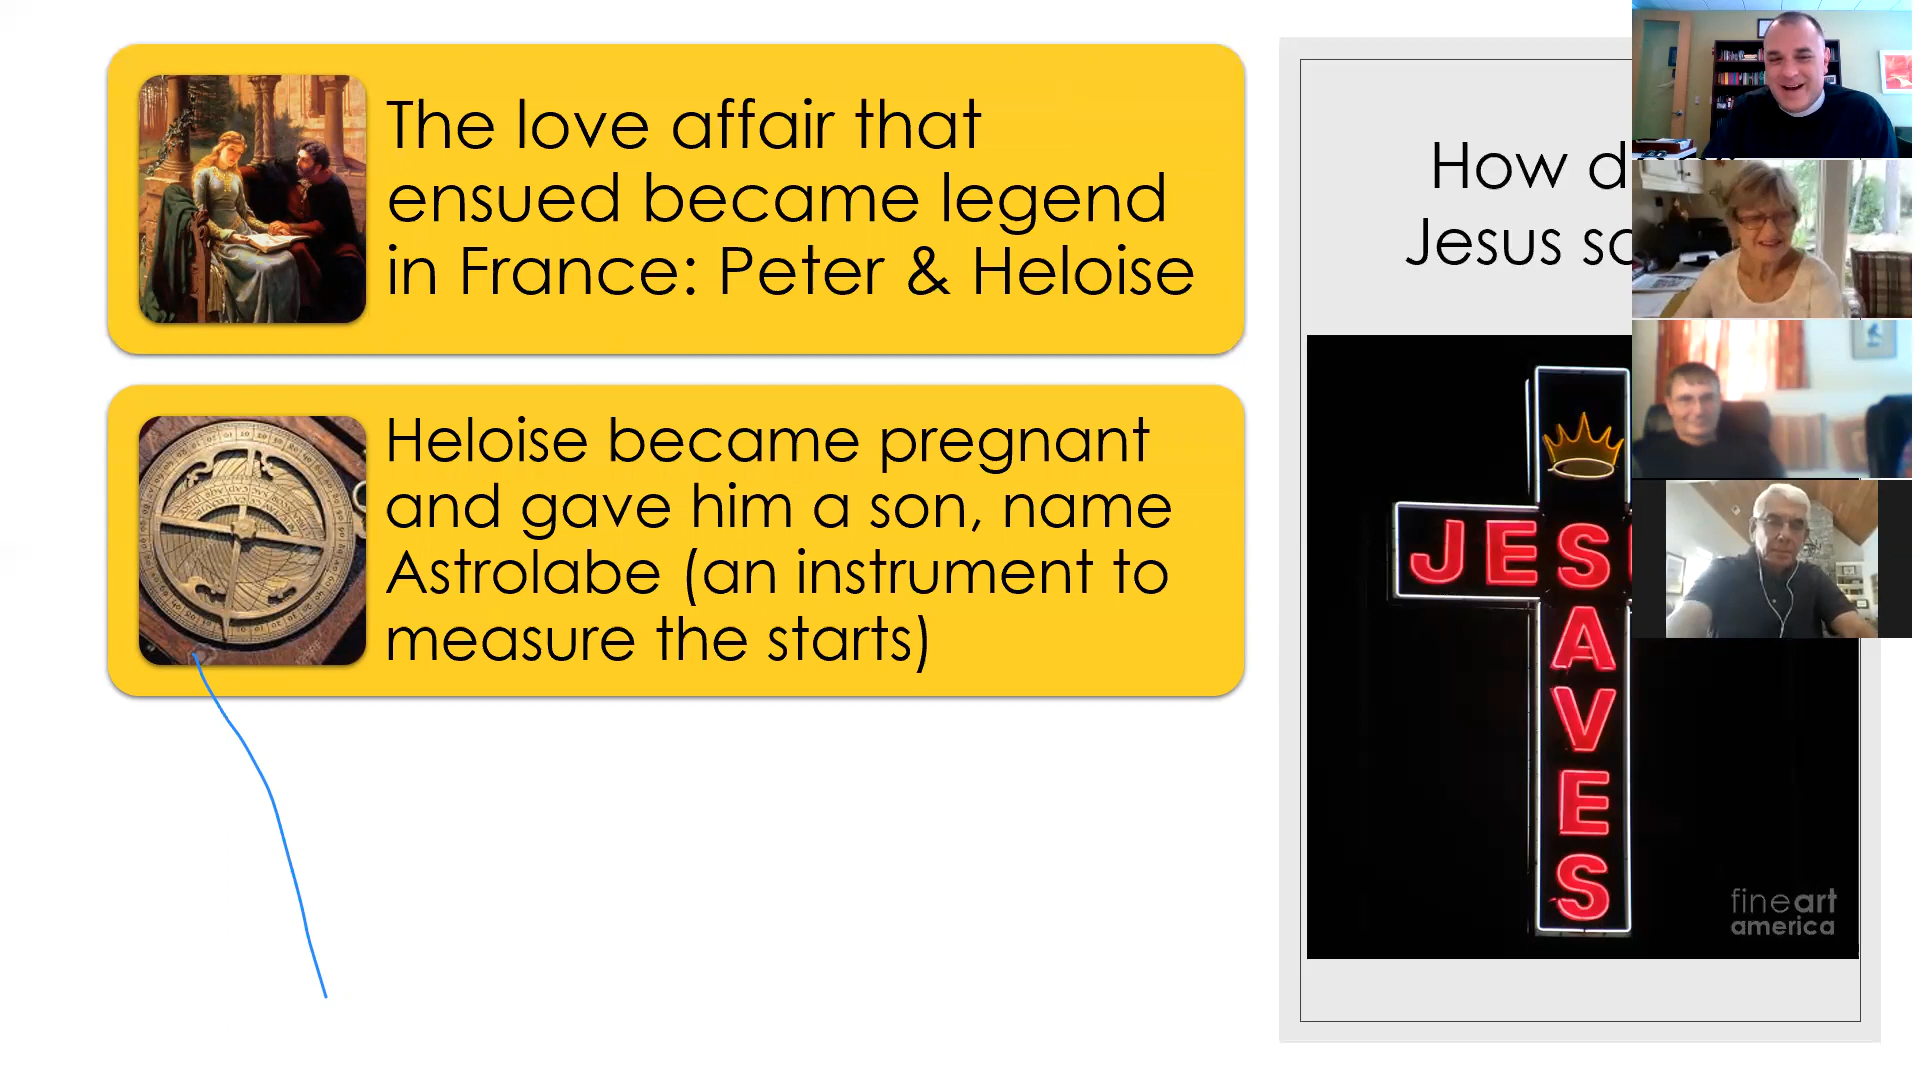 The love affair that
ensued became legend
in France: Peter & Heloise
Heloise became pregnant
and gave him a son, name
Astrolabe (an instrument to
measure the starts)
How d
Jesus sa
JES
A
V
E
S
fineart
america